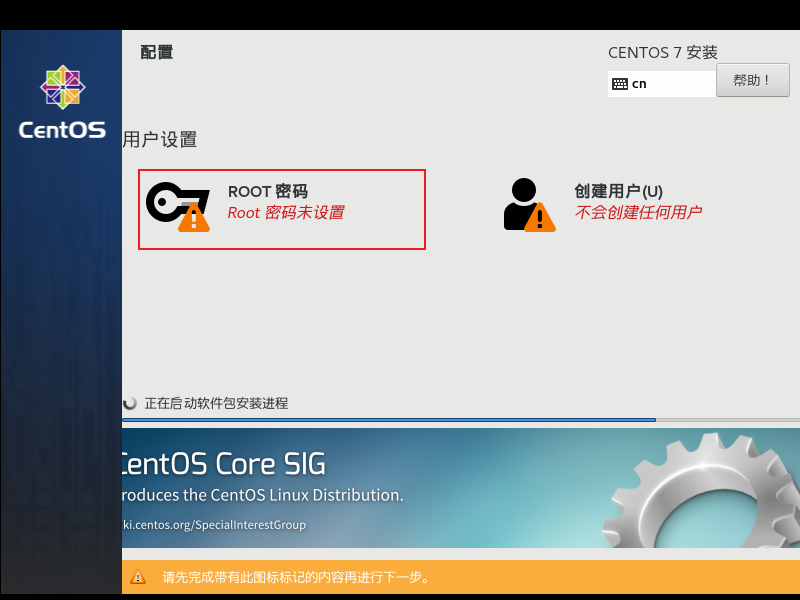 配置
CENTOS 7 安装
cn
帮助！
CentOS
用户设置
ROOT 密码
Root 密码未设置
创建用户(U)
不会创建任何用户
正在启动软件包安装进程
CentOS Core SIG
roduces the CentOS Linux Distribution.
ki.centos.org/SpecialInterestGroup
请先完成带有此图标标记的内容再进行下一步。